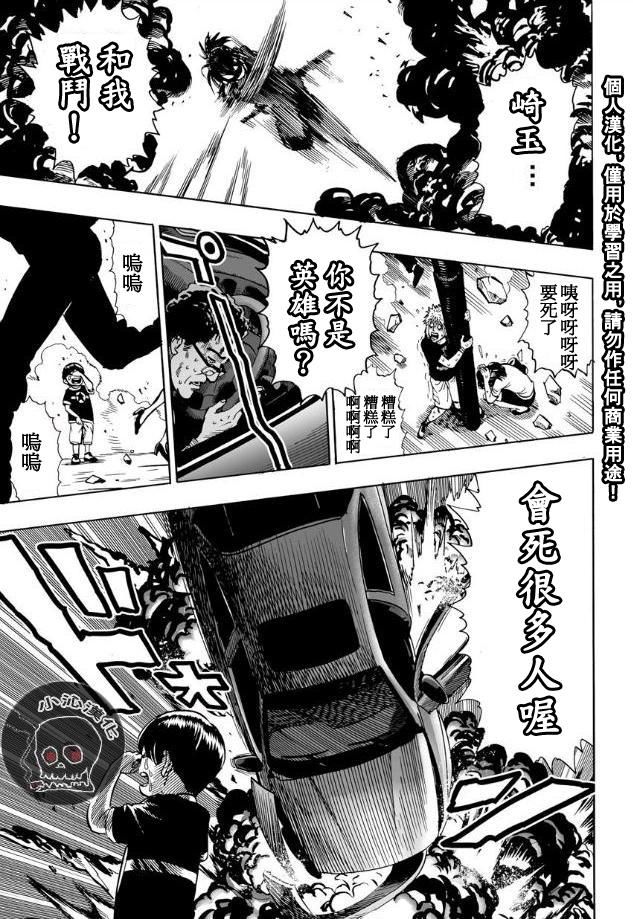 崎玉…
和我
戰鬥！
咦呀呀呀呀
要死了
糟糕了
糟糕了
啊啊啊啊
你不是
英雄嗎？
嗚嗚
嗚嗚
會死很多人喔
小沁漢化
個人漢化，僅用於學習之用，請勿作任何商業用途！